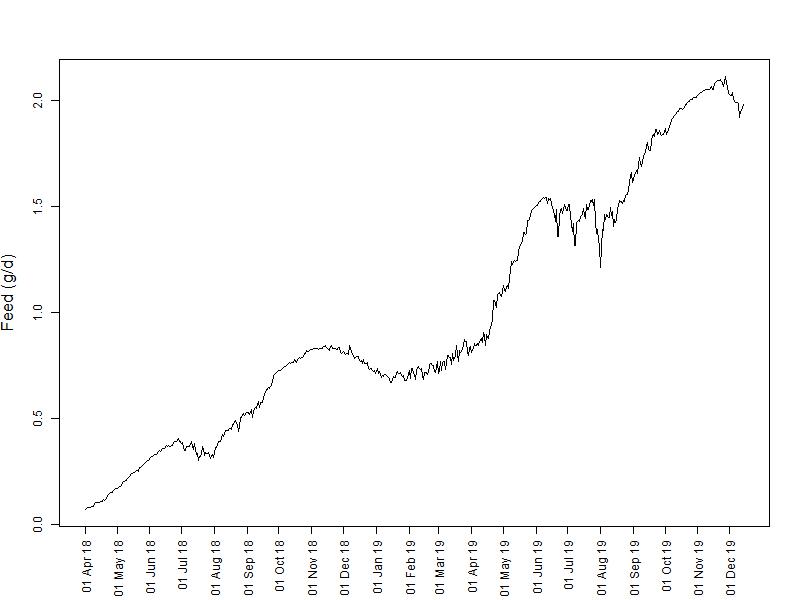 Feed (g/d)
2.0
1.5
1.0
0.5
0.0
01 Apr 18
01 May 18
01 Jun 18
01 Jul 18
01 Aug 18
01 Sep 18
01 Oct 18
01 Nov 18
01 Dec 18
01 Jan 19
01 Feb 19
01 Mar 19
01 Apr 19
01 May 19
01 Jun 19
01 Jul 19
01 Aug 19
01 Sep 19
01 Oct 19
01 Nov 19
01 Dec 19